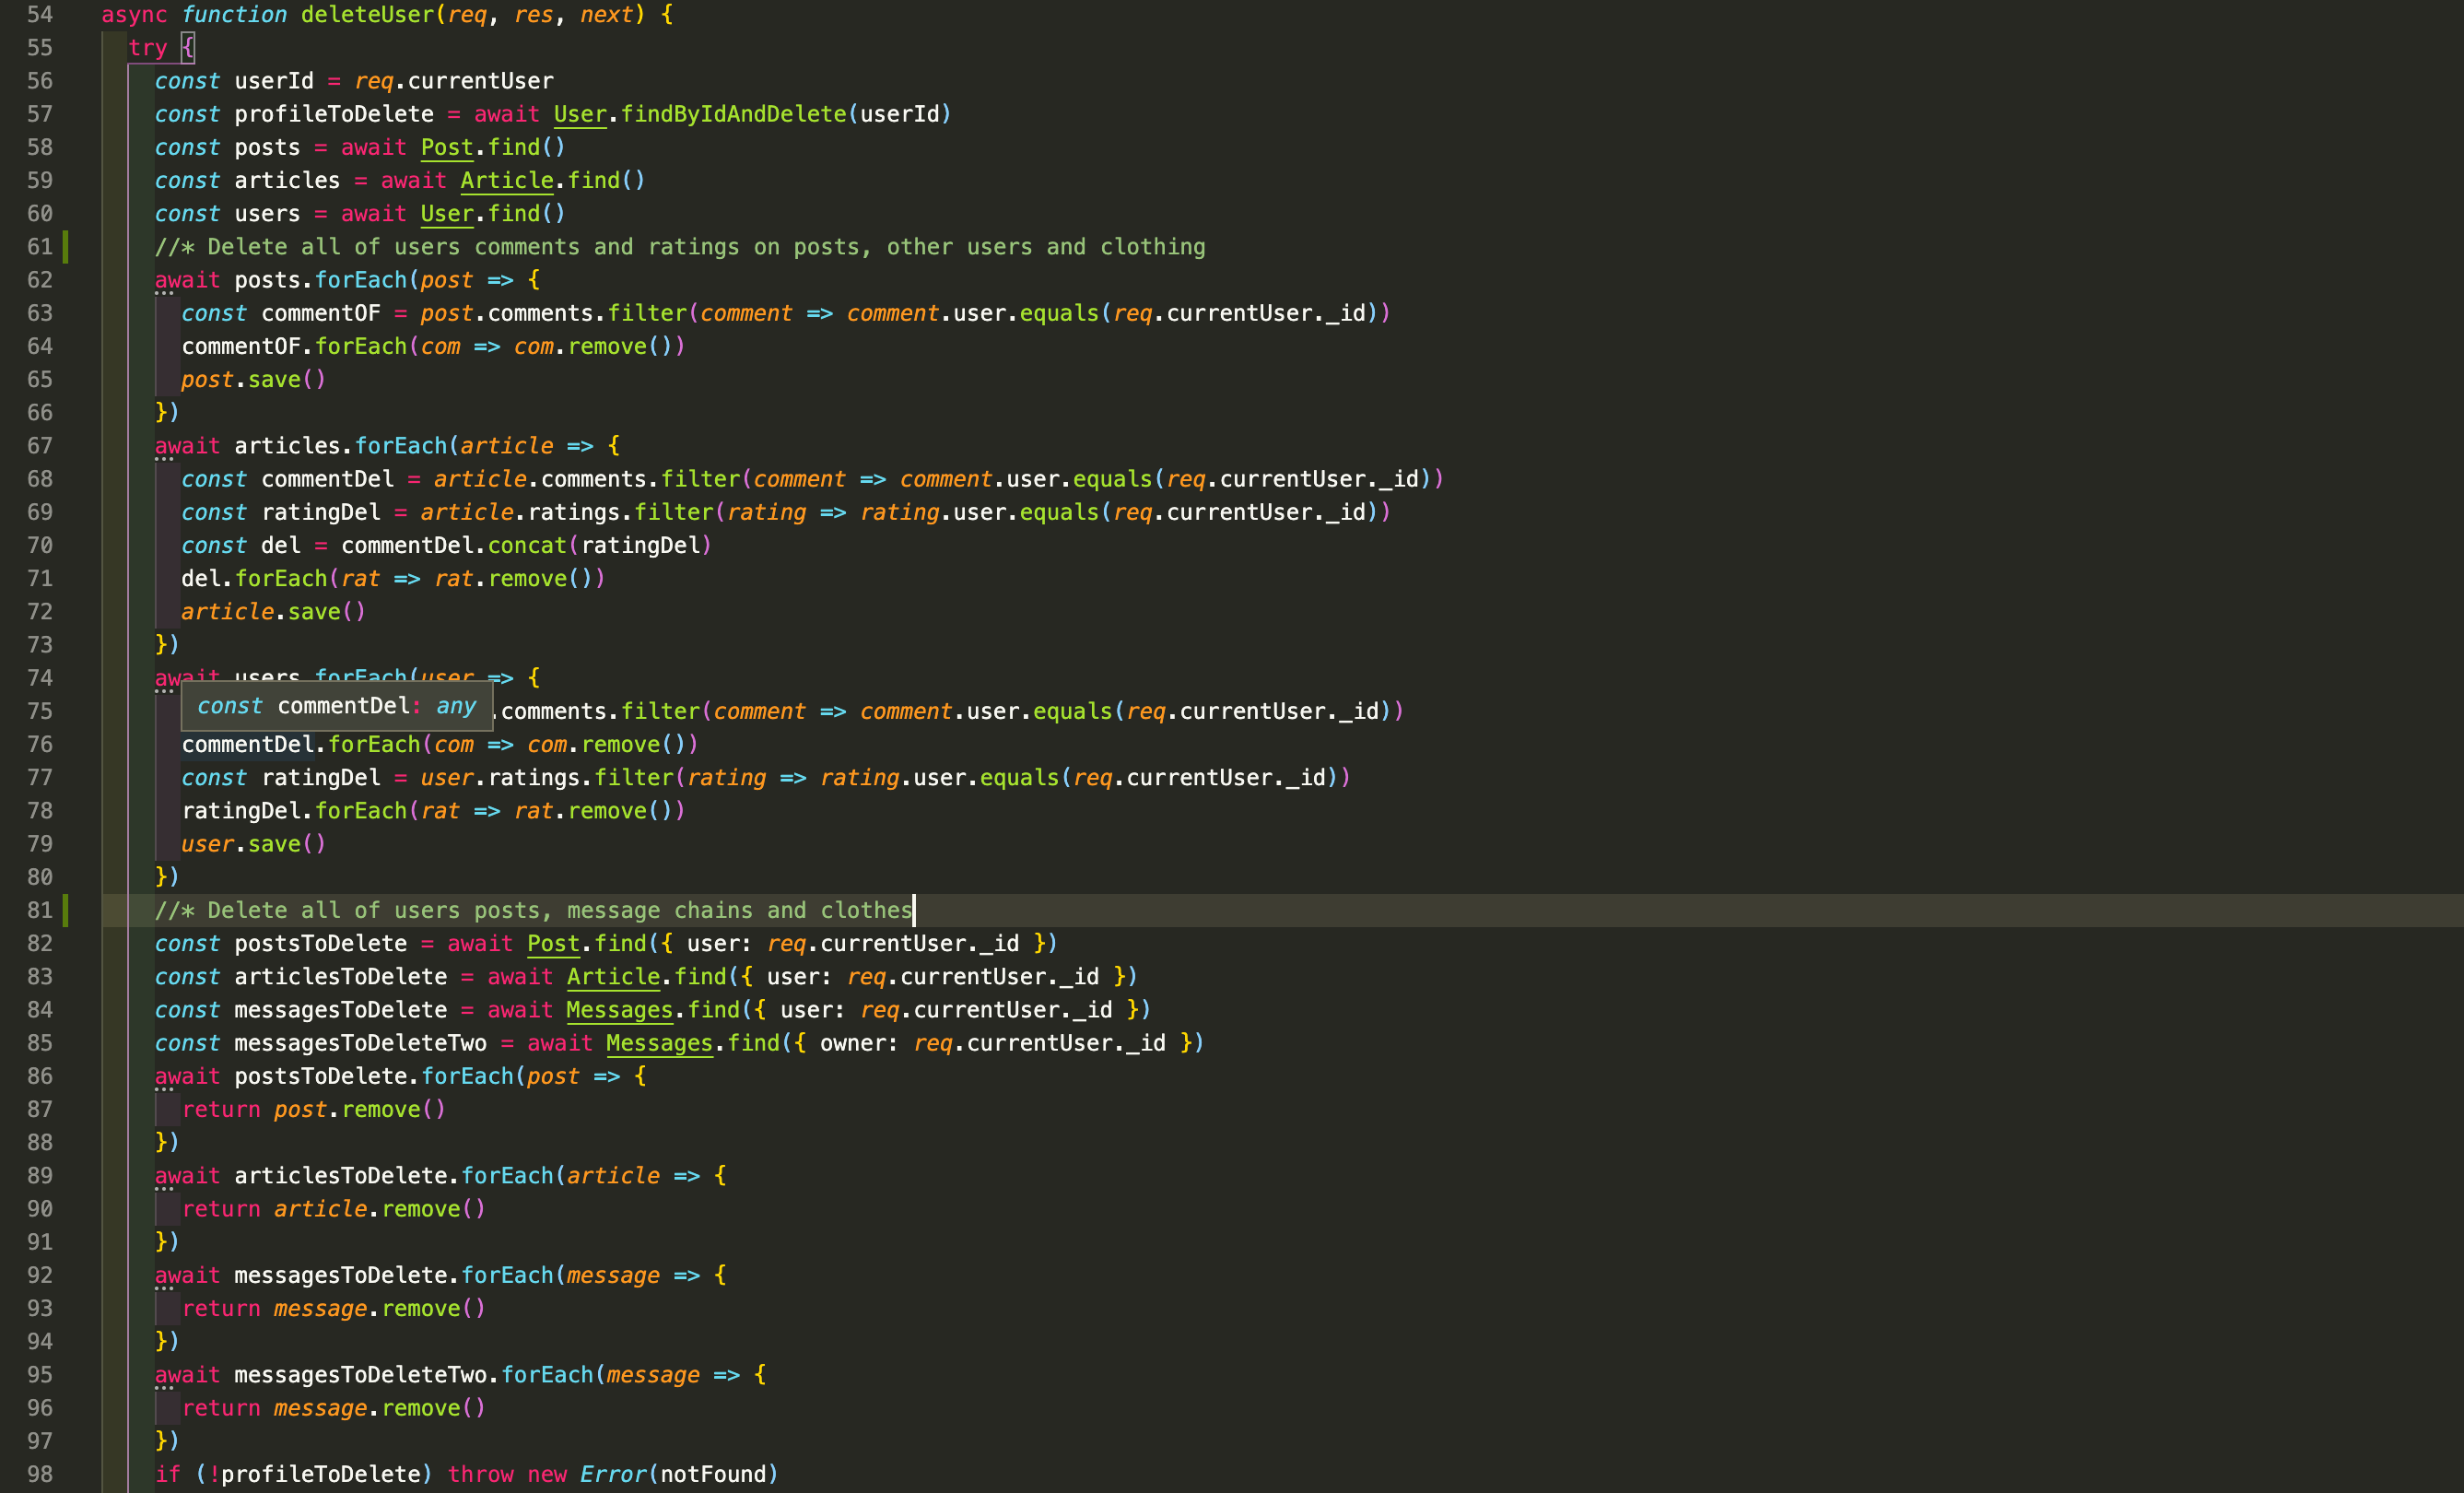 54 async function deleteUser(req, res, next) {
55 try {
56 const userId = req.currentUser
57 const profileToDelete = await User.findByIdAndDelete(userId)
58 const posts = await Post.find()
59 const articles = await Article.find()
60 const users = await User.find()
61 //* Delete all of users comments and ratings on posts, other users and clothing
62 await posts.forEach(post => {
63 const commentOF = post.comments.filter(comment => comment.user.equals(req.currentUser._id))
64 commentOF.forEach(com => com.remove())
65 post.save()
66 })
67 await articles.forEach(article => {
68 const commentDel = article.comments.filter(comment => comment.user.equals(req.currentUser._id))
69 const ratingDel = article.ratings.filter(rating => rating.user.equals(req.currentUser._id))
70 const del = commentDel.concat(ratingDel)
71 del.forEach(rat => rat.remove())
72 article.save()
73 })
74 await users.forEach(user => {
const commentDel: any
75 .comments.filter(comment => comment.user.equals(req.currentUser._id))
76 commentDel.forEach(com => com.remove())
77 const ratingDel = user.ratings.filter(rating => rating.user.equals(req.currentUser._id))
78 ratingDel.forEach(rat => rat.remove())
79 user.save()
80 })
81 //* Delete all of users posts, message chains and clothes
82 const postsToDelete = await Post.find({ user: req.currentUser._id })
83 const articlesToDelete = await Article.find({ user: req.currentUser._id })
84 const messagesToDelete = await Messages.find({ user: req.currentUser._id })
85 const messagesToDeleteTwo = await Messages.find({ owner: req.currentUser._id })
86 await postsToDelete.forEach(post => {
87 return post.remove()
88 })
89 await articlesToDelete.forEach(article => {
90 return article.remove()
91 })
92 await messagesToDelete.forEach(message => {
93 return message.remove()
94 })
95 await messagesToDeleteTwo.forEach(message => {
96 return message.remove()
97 })
98 if (!profileToDelete) throw new Error(notFound)